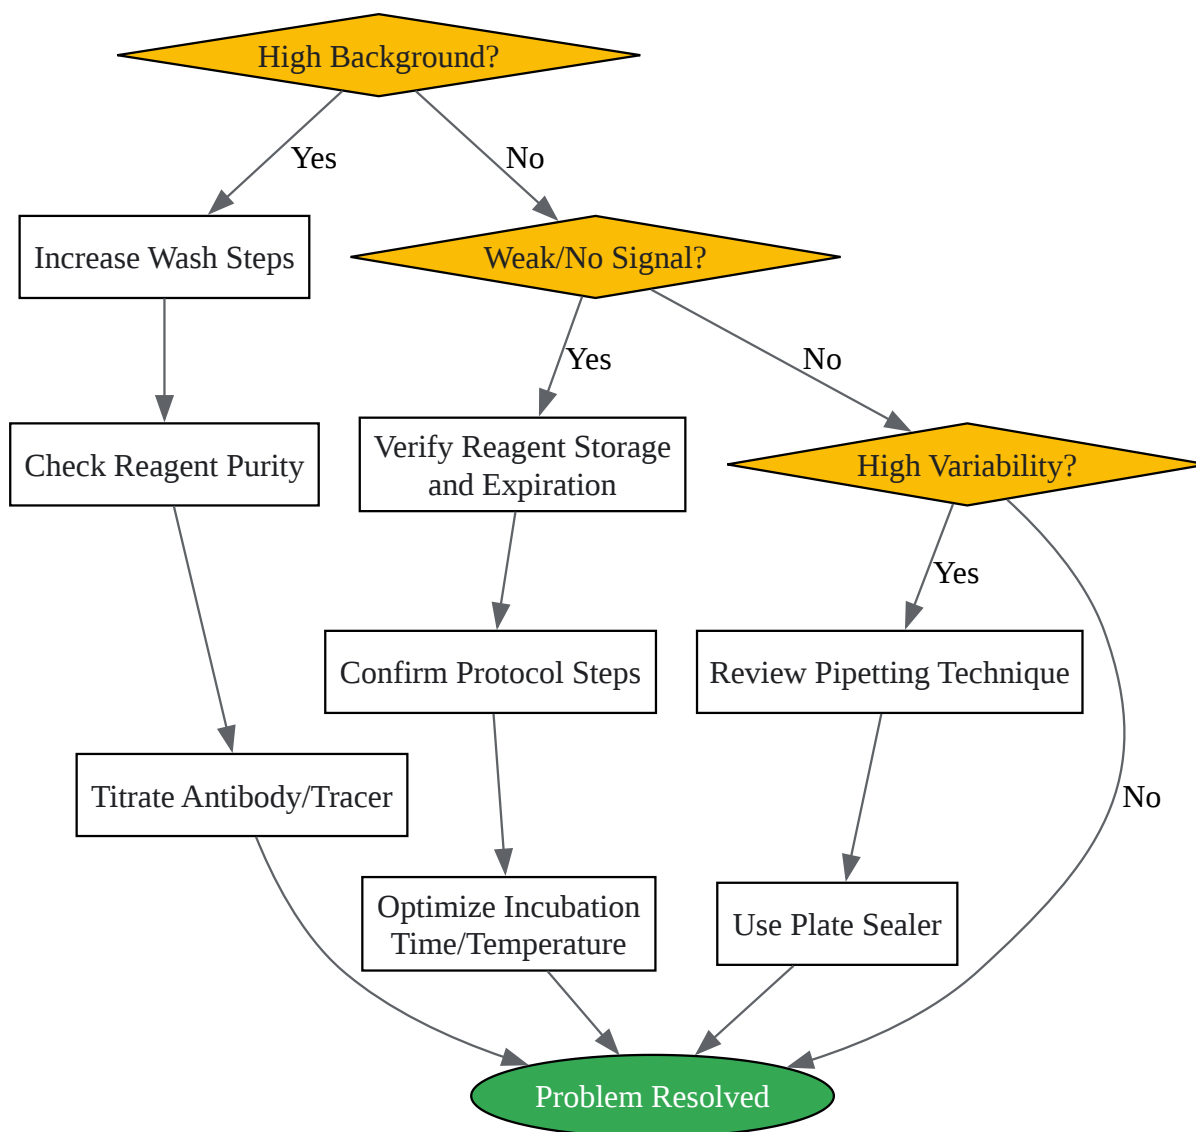 High Background?
Yes
No
Increase Wash Steps
Weak/No Signal?
Yes
No
Check Reagent Purity
Verify Reagent Storage
and Expiration
High Variability?
Yes
Confirm Protocol Steps
Review Pipetting Technique
Titrate Antibody/Tracer
No
Optimize Incubation
Time/Temperature
Use Plate Sealer
Problem Resolved